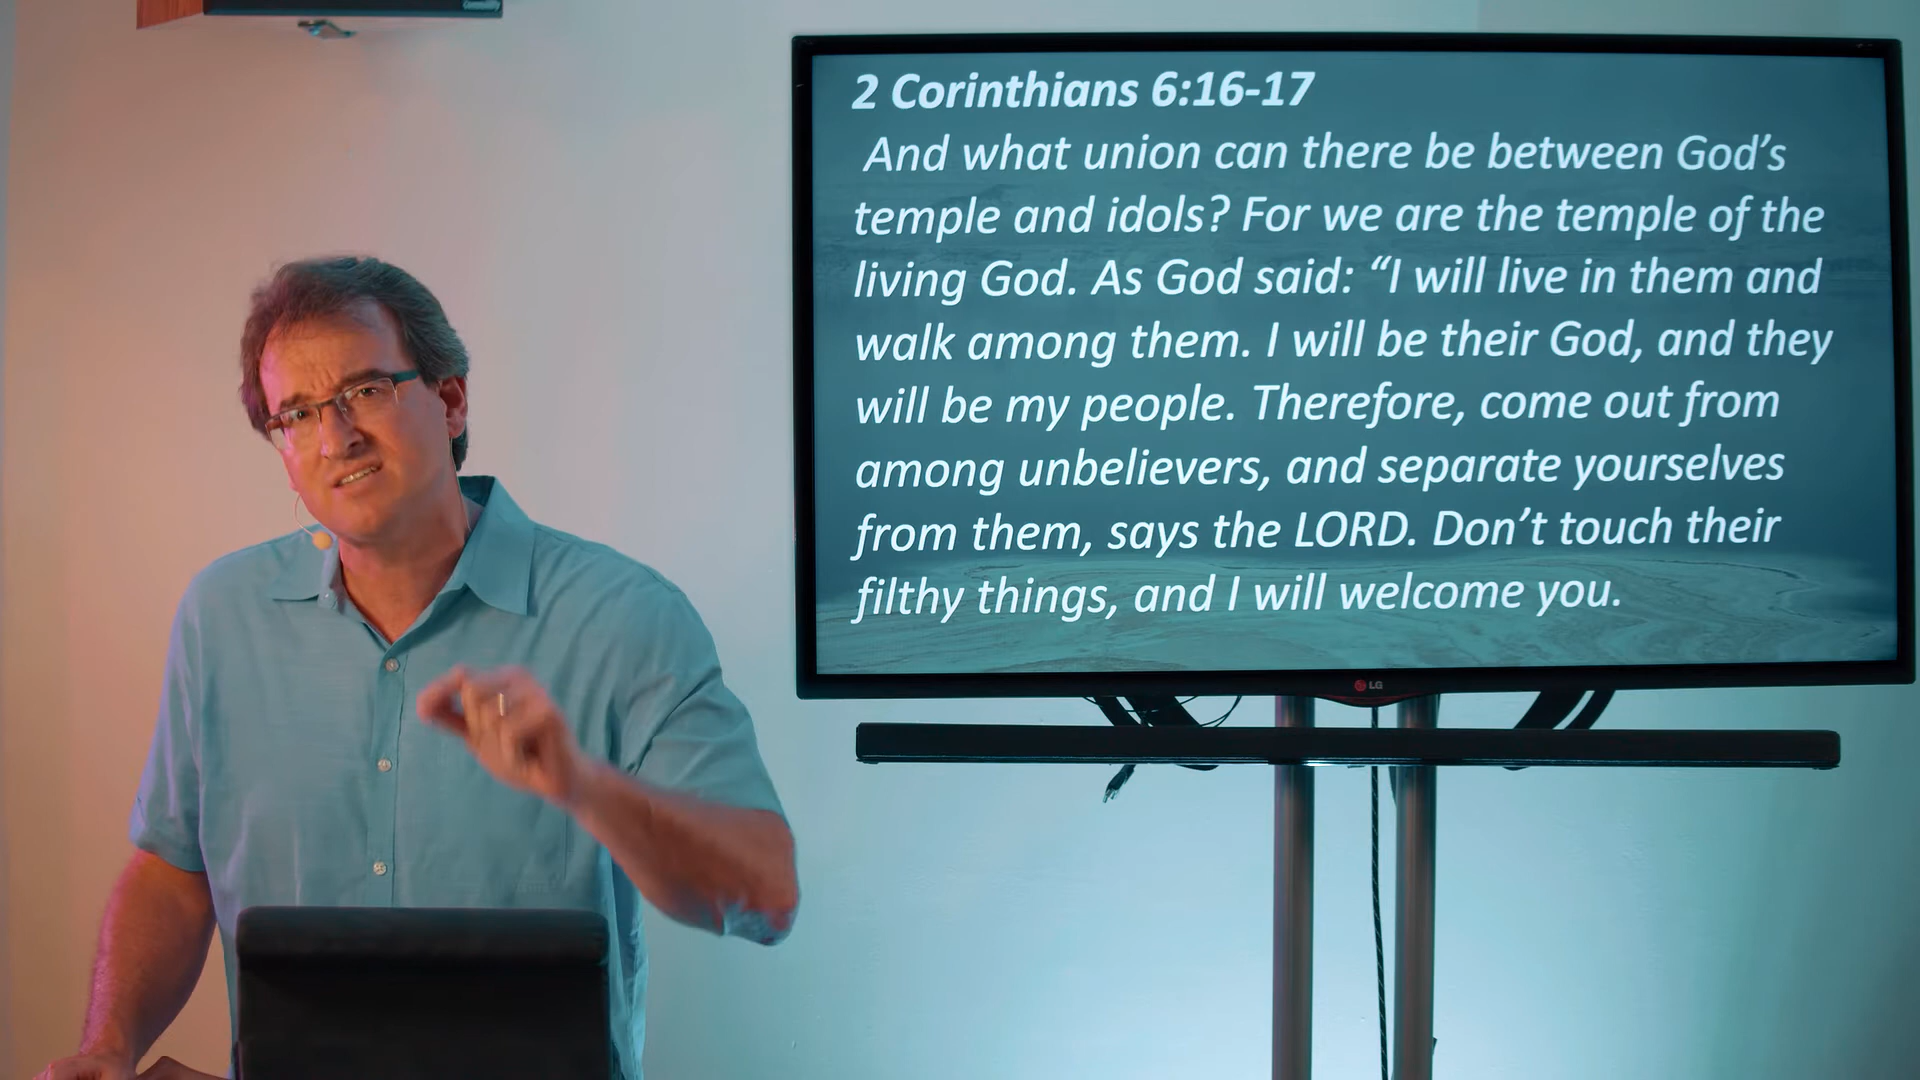 2 Corinthians 6:16-17
And what union can there be between God’s
temple and idols? For we are the temple of the
living God. As God said: “I will live in them and
walk among them. I will be their God, and they
will be my people. Therefore, come out from
among unbelievers, and separate yourselves
from them, says the LORD. Don’t touch their
filthy things, and I will welcome you.
LG